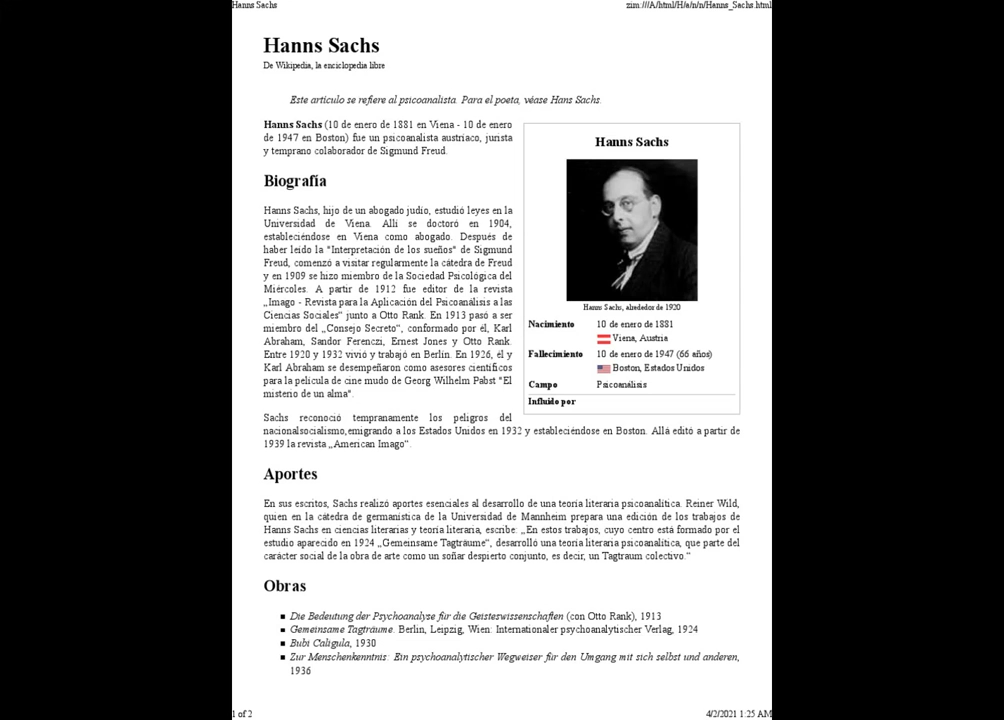 Hanns Sachs
zim:///A/html/H/a/n/n/Hanns_Sachs.html
Hanns Sachs
De Wikipedia, la enciclopedia libre
Este artículo se refiere al psicoanalista. Para el poeta, véase Hans Sachs.
Hanns Sachs (10 de enero de 1881 en Viena - 10 de enero
de 1947 en Boston) fue un psicoanalista austríaco, jurista
y temprano colaborador de Sigmund Freud.
Biografía
Hanns Sachs, hijo de un abogado judío, estudió leyes en la
Universidad de Viena. Allí se doctoró en 1904,
estableciéndose en Viena como abogado. Después de
haber leído la "Interpretación de los sueños" de Sigmund
Freud, comenzó a visitar regularmente la cátedra de Freud
y en 1909 se hizo miembro de la Sociedad Psicológica del
Miércoles. A partir de 1912 fue editor de la revista
„Imago - Revista para la Aplicación del Psicoanálisis a las
Ciencias Sociales“ junto a Otto Rank. En 1913 pasó a ser
miembro del „Consejo Secreto“, conformado por él, Karl
Abraham, Sandor Ferenczi, Ernest Jones y Otto Rank.
Entre 1920 y 1932 vivió y trabajó en Berlín. En 1926, él y
Karl Abraham se desempeñaron como asesores científicos
para la película de cine mudo de Georg Wilhelm Pabst "El
misterio de un alma".
Sachs reconoció tempranamente los peligros del
nacionalsocialismo,emigrando a los Estados Unidos en 1932 y estableciéndose en Boston. Allá editó a partir de
1939 la revista „American Imago“.
Hanns Sachs
Hanns Sachs, alrededor de 1920
Nacimiento 10 de enero de 1881
Viena, Austria
Fallecimiento 10 de enero de 1947 (66 años)
Boston, Estados Unidos
Campo Psicoanálisis
Influido por
Aportes
En sus escritos, Sachs realizó aportes esenciales al desarrollo de una teoría literaria psicoanalítica. Reiner Wild,
quien en la cátedra de germanística de la Universidad de Mannheim prepara una edición de los trabajos de
Hanns Sachs en ciencias literarias y teoría literaria, escribe: „En estos trabajos, cuyo centro está formado por el
estudio aparecido en 1924 „Gemeinsame Tagträume“, desarrolló una teoría literaria psicoanalítica, que parte del
carácter social de la obra de arte como un soñar despierto conjunto, es decir, un Tagtraum colectivo.“
Obras
▪ Die Bedeutung der Psychoanalyse für die Geisteswissenschaften (con Otto Rank), 1913
▪ Gemeinsame Tagträume. Berlin, Leipzig, Wien: Internationaler psychoanalytischer Verlag, 1924
▪ Bubi Caligula, 1930
▪ Zur Menschenkenntnis: Ein psychoanalytischer Wegweiser für den Umgang mit sich selbst und anderen,
1936
1 of 2
4/2/2021 1:25 AM